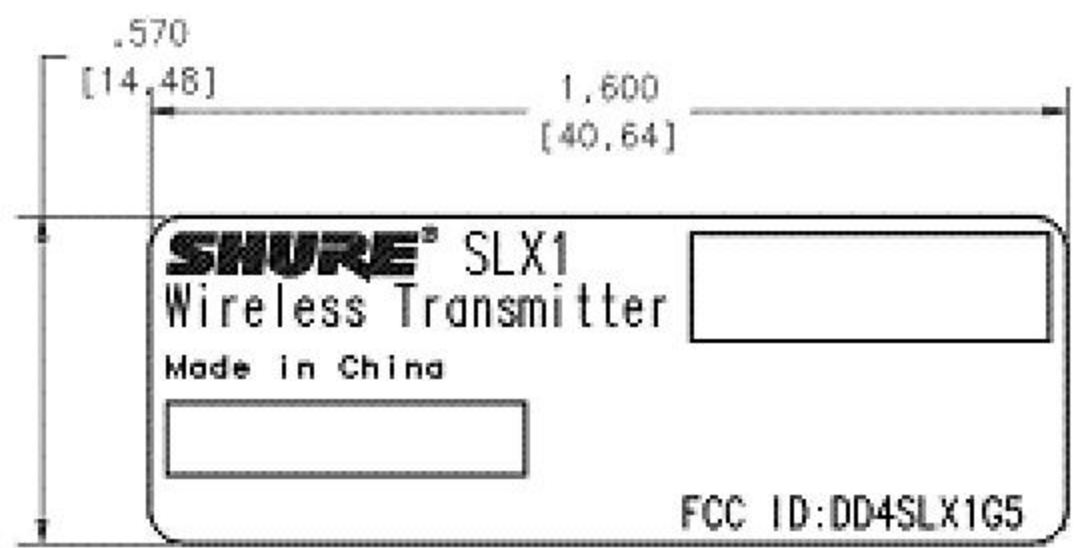 .570
[14.48]
1.600
[40.64]
SHURE® SLX1
Wireless Transmitter
Made in China
FCC ID:DD4SLX1G5